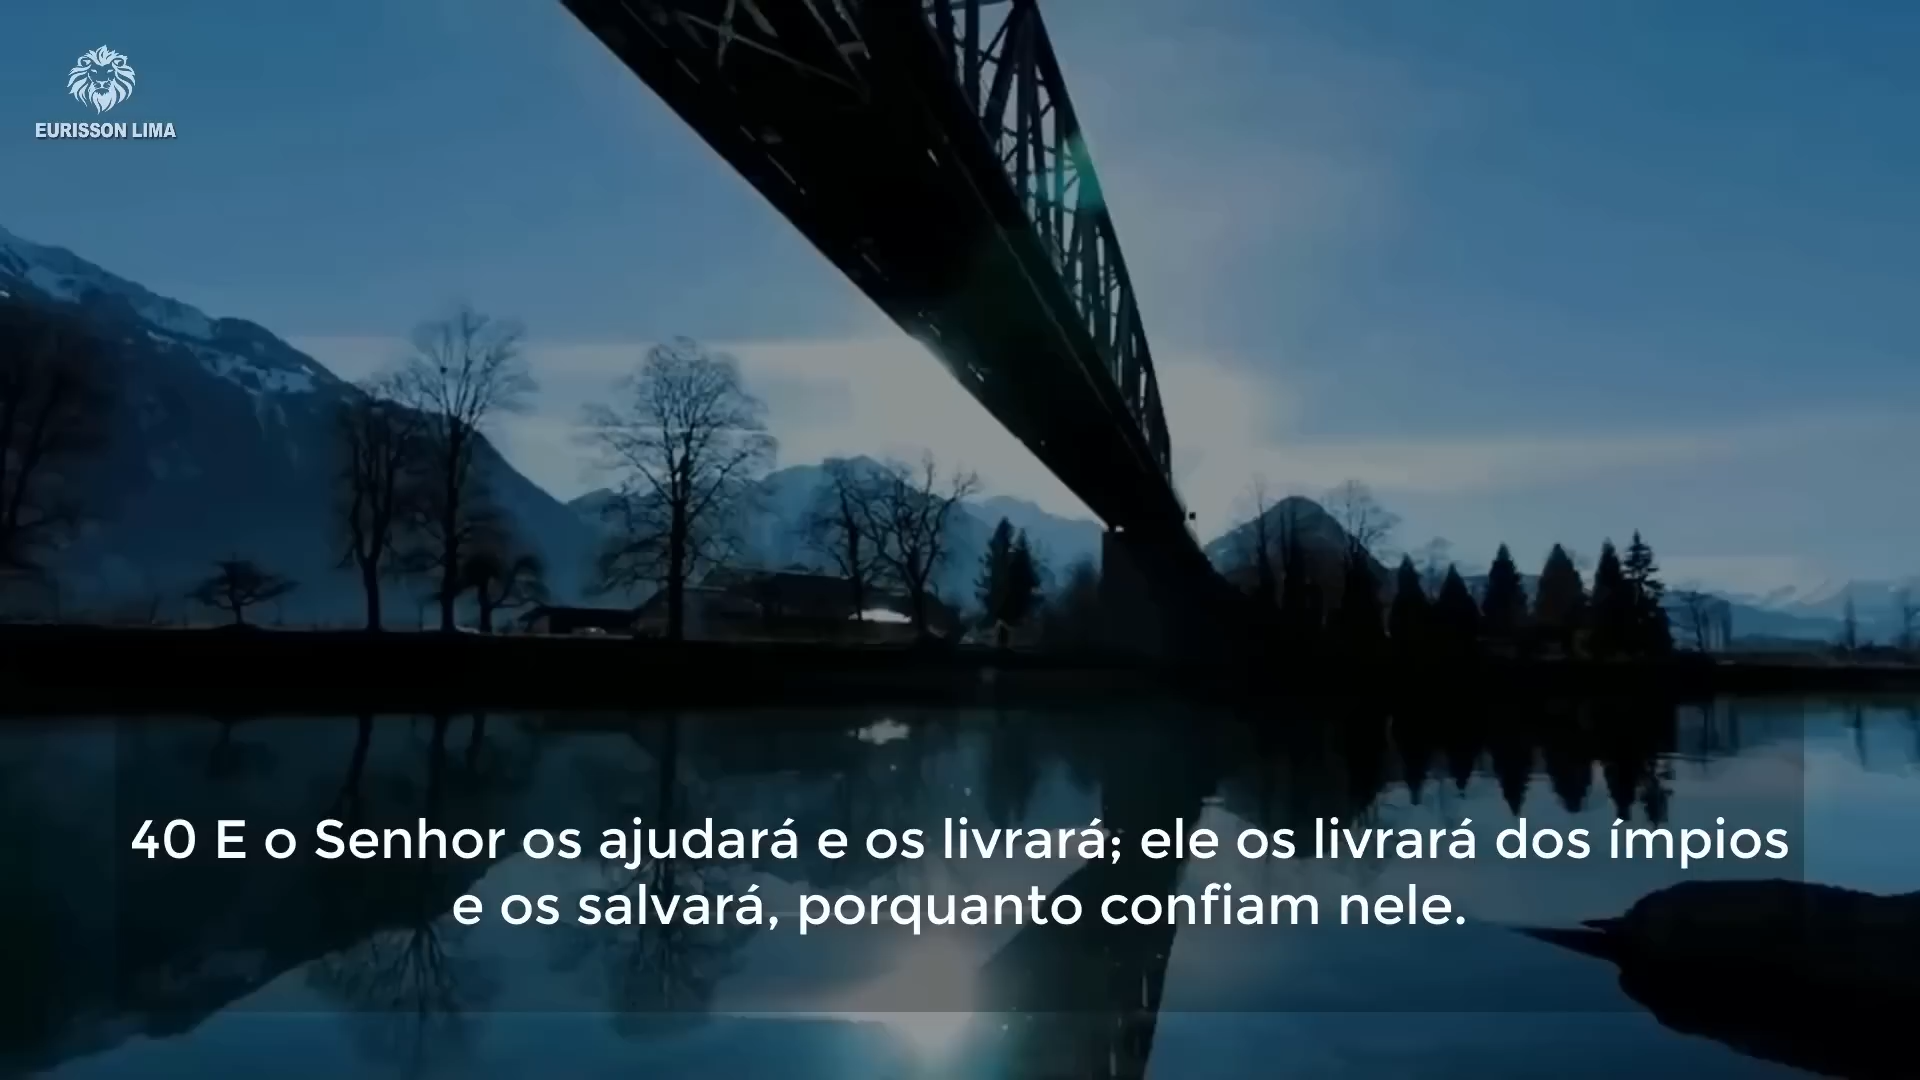 EURISSON LIMA
40 E o Senhor os ajudará e os livrará; ele os livrará dos ímpios
e os salvará, porquanto confiam nele.